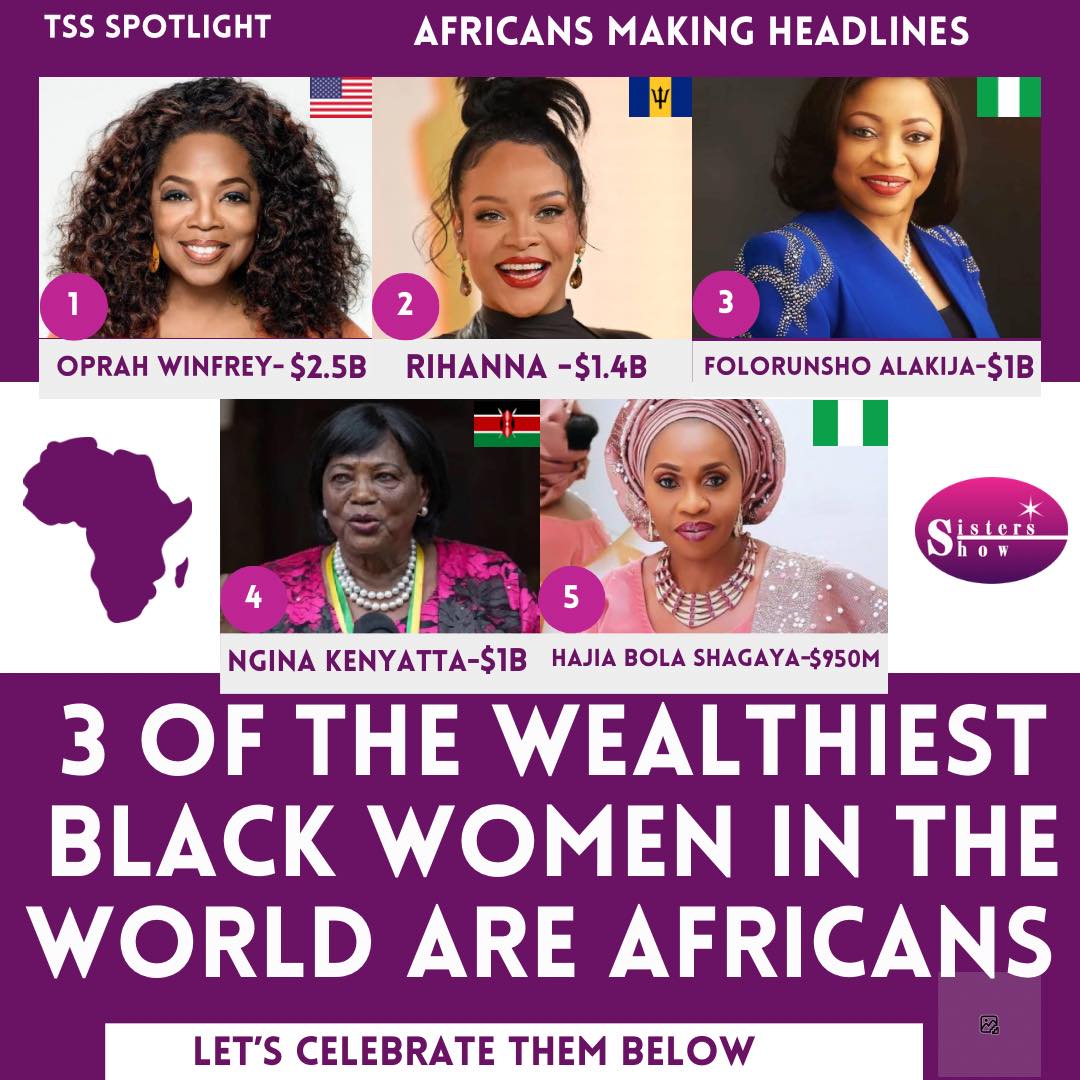 TSS SPOTLIGHT
AFRICANS MAKING HEADLINES
1
2
3
OPRAH WINFREY- $2.5B
RIHANNA -$1.4B
FOLORUNSHO ALAKIJA-$1B
Sisters
Show
4
5
NGINA KENYATTA-$1B
HAJIA BOLA SHAGAYA-$950M
3 OF THE WEALTHIEST
BLACK WOMEN IN THE
WORLD ARE AFRICANS
LET'S CELEBRATE THEM BELOW